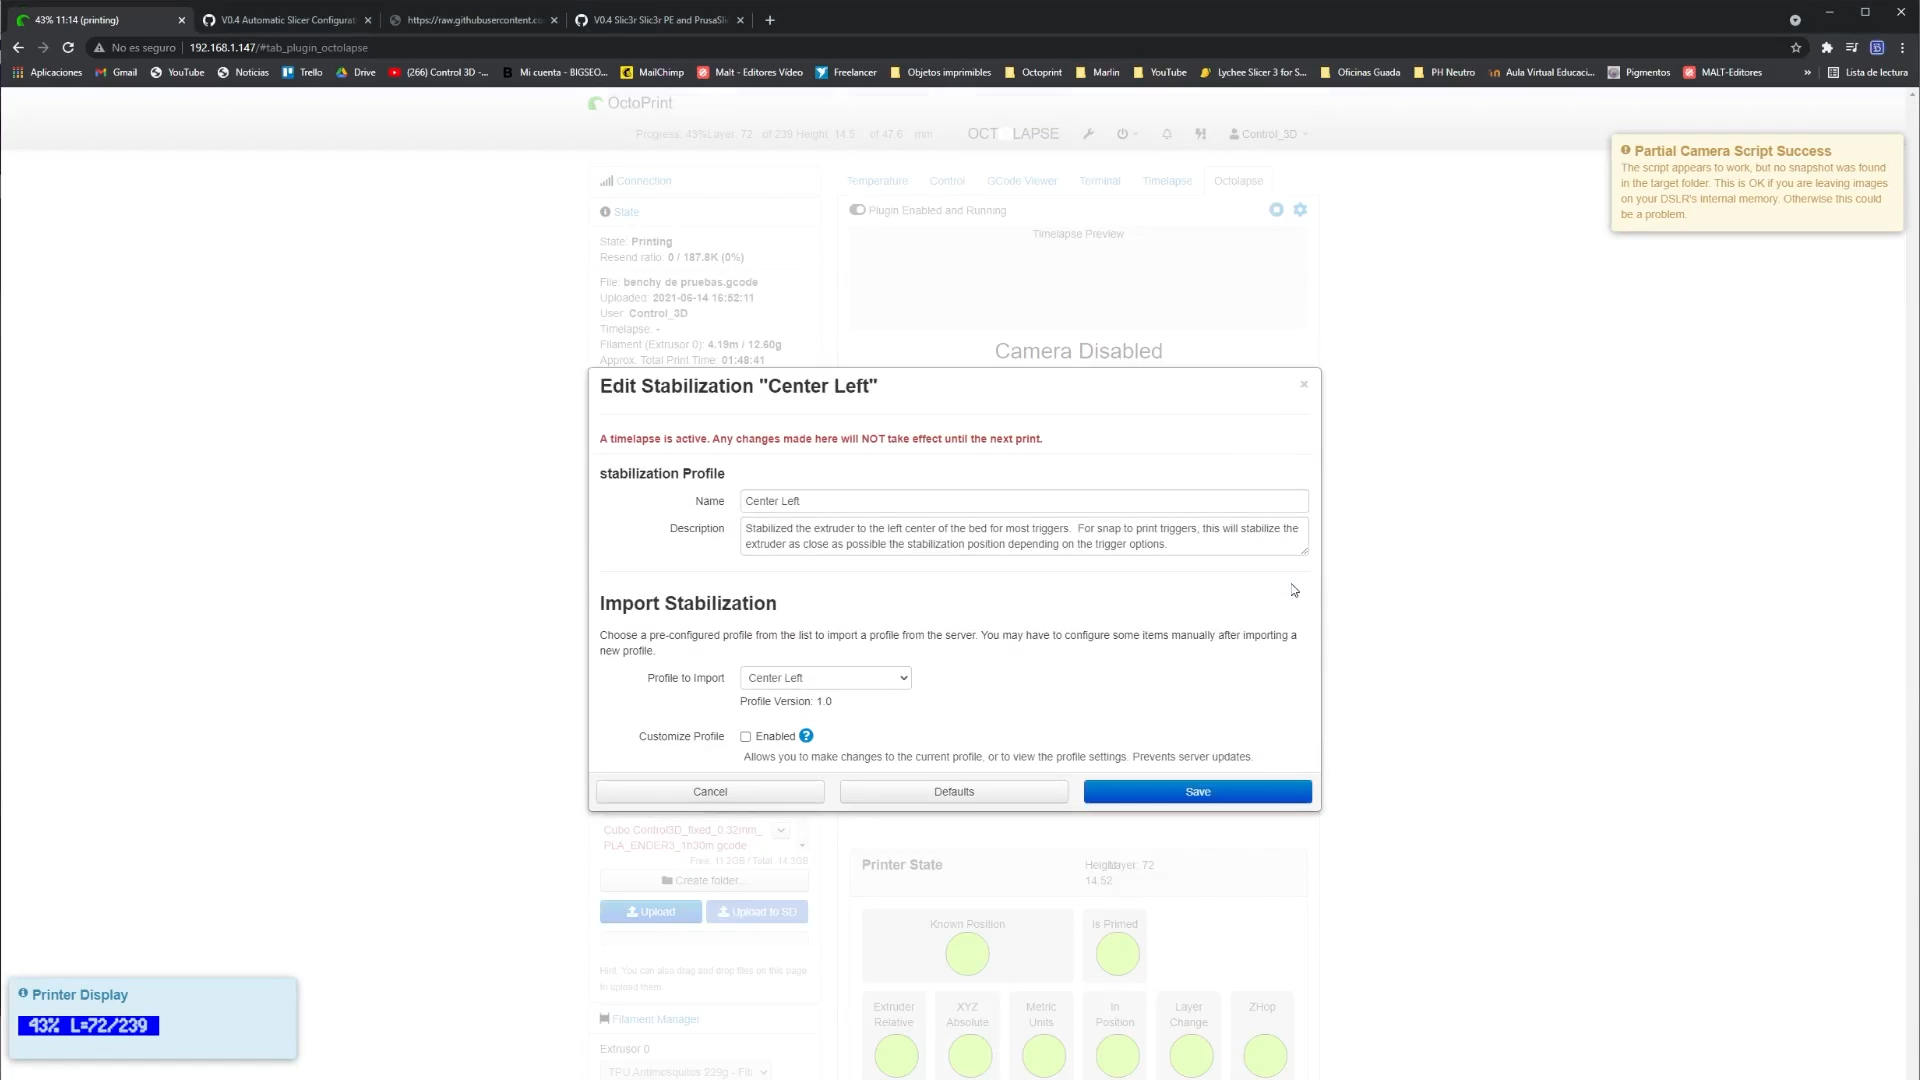 43% 11:14 (printing)
V0.4 Automatic Slicer Configurat
https://raw.githubusercontent.co
V0.4 Slic3r Slic3r PE and PrusaSli
No es seguro
192.168.1.147/#tab_plugin_octolapse
Aplicaciones
Gmail
YouTube
Noticias
Trello
Drive
(266) Control 3D -...
Mi cuenta - BIGSEO...
MailChimp
Malt - Editores Vídeo
Freelancer
Objetos imprimibles
Octoprint
Marlin
YouTube
Lychee Slicer 3 for S...
Oficinas Guada
PH Neutro
Aula Virtual Educaci...
Pigmentos
MALT-Editores
»
Lista de lectura
OctoPrint
Progress: 43%Layer: 72 of 239 Height: 14.5 of 47.6 mm
OCT LAPSE
Control_3D
Partial Camera Script Success
The script appears to work, but no snapshot was found
in the target folder. This is OK if you are leaving images
on your DSLR's internal memory. Otherwise this could
be a problem.
Connection
State
State: Printing
Resend ratio: 0 / 187.8K (0%)
File: benchy de pruebas.gcode
Uploaded: 2021-06-14 16:52:11
User: Control_3D
Timelapse: -
Filament (Extrusor 0): 4.19m / 12.60g
Approx. Total Print Time: 01:48:41
Temperature
Control
GCode Viewer
Terminal
Timelapse
Octolapse
Plugin Enabled and Running
Timelapse Preview
Camera Disabled
Edit Stabilization "Center Left"
×
A timelapse is active. Any changes made here will NOT take effect until the next print.
stabilization Profile
Name
Center Left
Description
Stabilized the extruder to the left center of the bed for most triggers. For snap to print triggers, this will stabilize the
extruder as close as possible the stabilization position depending on the trigger options.
Import Stabilization
Choose a pre-configured profile from the list to import a profile from the server. You may have to configure some items manually after importing a
new profile.
Profile to Import
Center Left
Profile Version: 1.0
Customize Profile
Enabled
Allows you to make changes to the current profile, or to view the profile settings. Prevents server updates.
Cancel
Defaults
Save
Cubo Control3D_fixed_0.32mm_
PLA_ENDER3_1h30m.gcode
Free: 11.2GB / Total: 14.3GB
Create folder...
Upload
Upload to SD
Hint: You can also drag and drop files on this page
to upload them.
Filament Manager
Extrusor 0
TPU Antimosquitos 229g - Fib
Printer State
Layer: 72
14.52
Known Position
Is Primed
Extruder
Relative
XYZ
Absolute
Metric
Units
In
Position
Layer
Change
ZHop
Printer Display
43% L=72/239